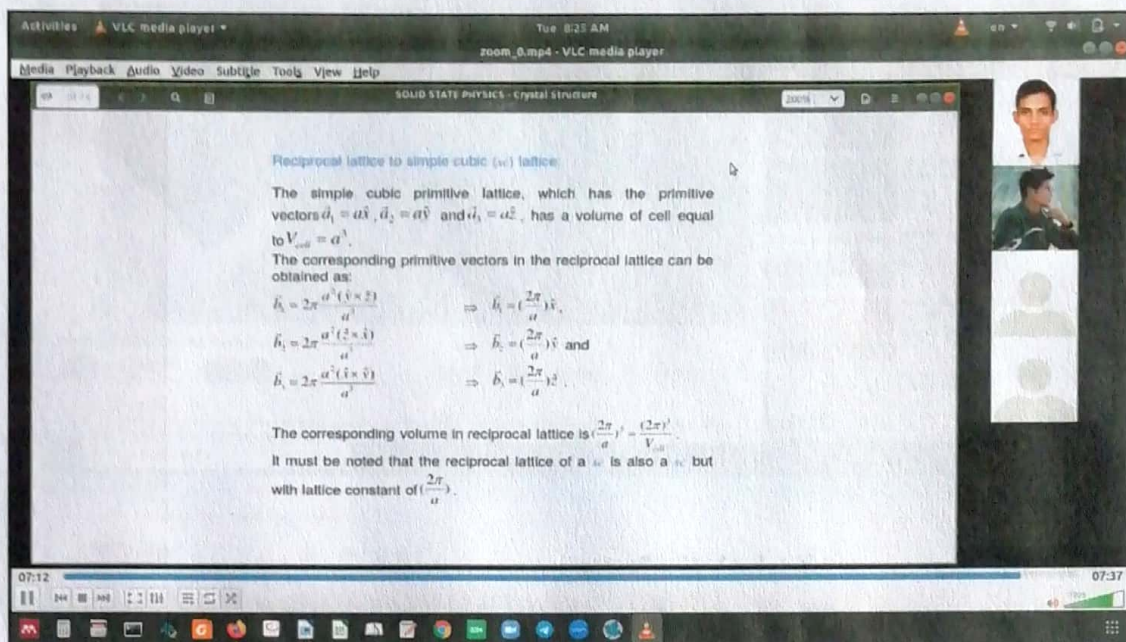 Activities VLC media player Tue 8:25 AM en
zoom_0.mp4 - VLC media player
Media Playback Audio Video Subtitle Tools View Help
SOLID STATE PHYSICS - Crystal Structure 200%
Reciprocal lattice to simple cubic (sc) lattice
The simple cubic primitive lattice, which has the primitive
vectors a⃗₁ = ax̂, a⃗₂ = aŷ and a⃗₃ = aẑ, has a volume of cell equal
to V_cell = a³.
The corresponding primitive vectors in the reciprocal lattice can be
obtained as:
b⃗₁ = 2π a²(ŷ × ẑ)/a³ ⇒ b⃗₁ = (2π/a)x̂,
b⃗₂ = 2π a²(ẑ × x̂)/a³ ⇒ b⃗₂ = (2π/a)ŷ and
b⃗₃ = 2π a²(x̂ × ŷ)/a³ ⇒ b⃗₃ = (2π/a)ẑ.
The corresponding volume in reciprocal lattice is (2π/a)³ = (2π)³/V_cell.
It must be noted that the reciprocal lattice of a sc is also a sc but
with lattice constant of (2π/a).
07:12 07:37